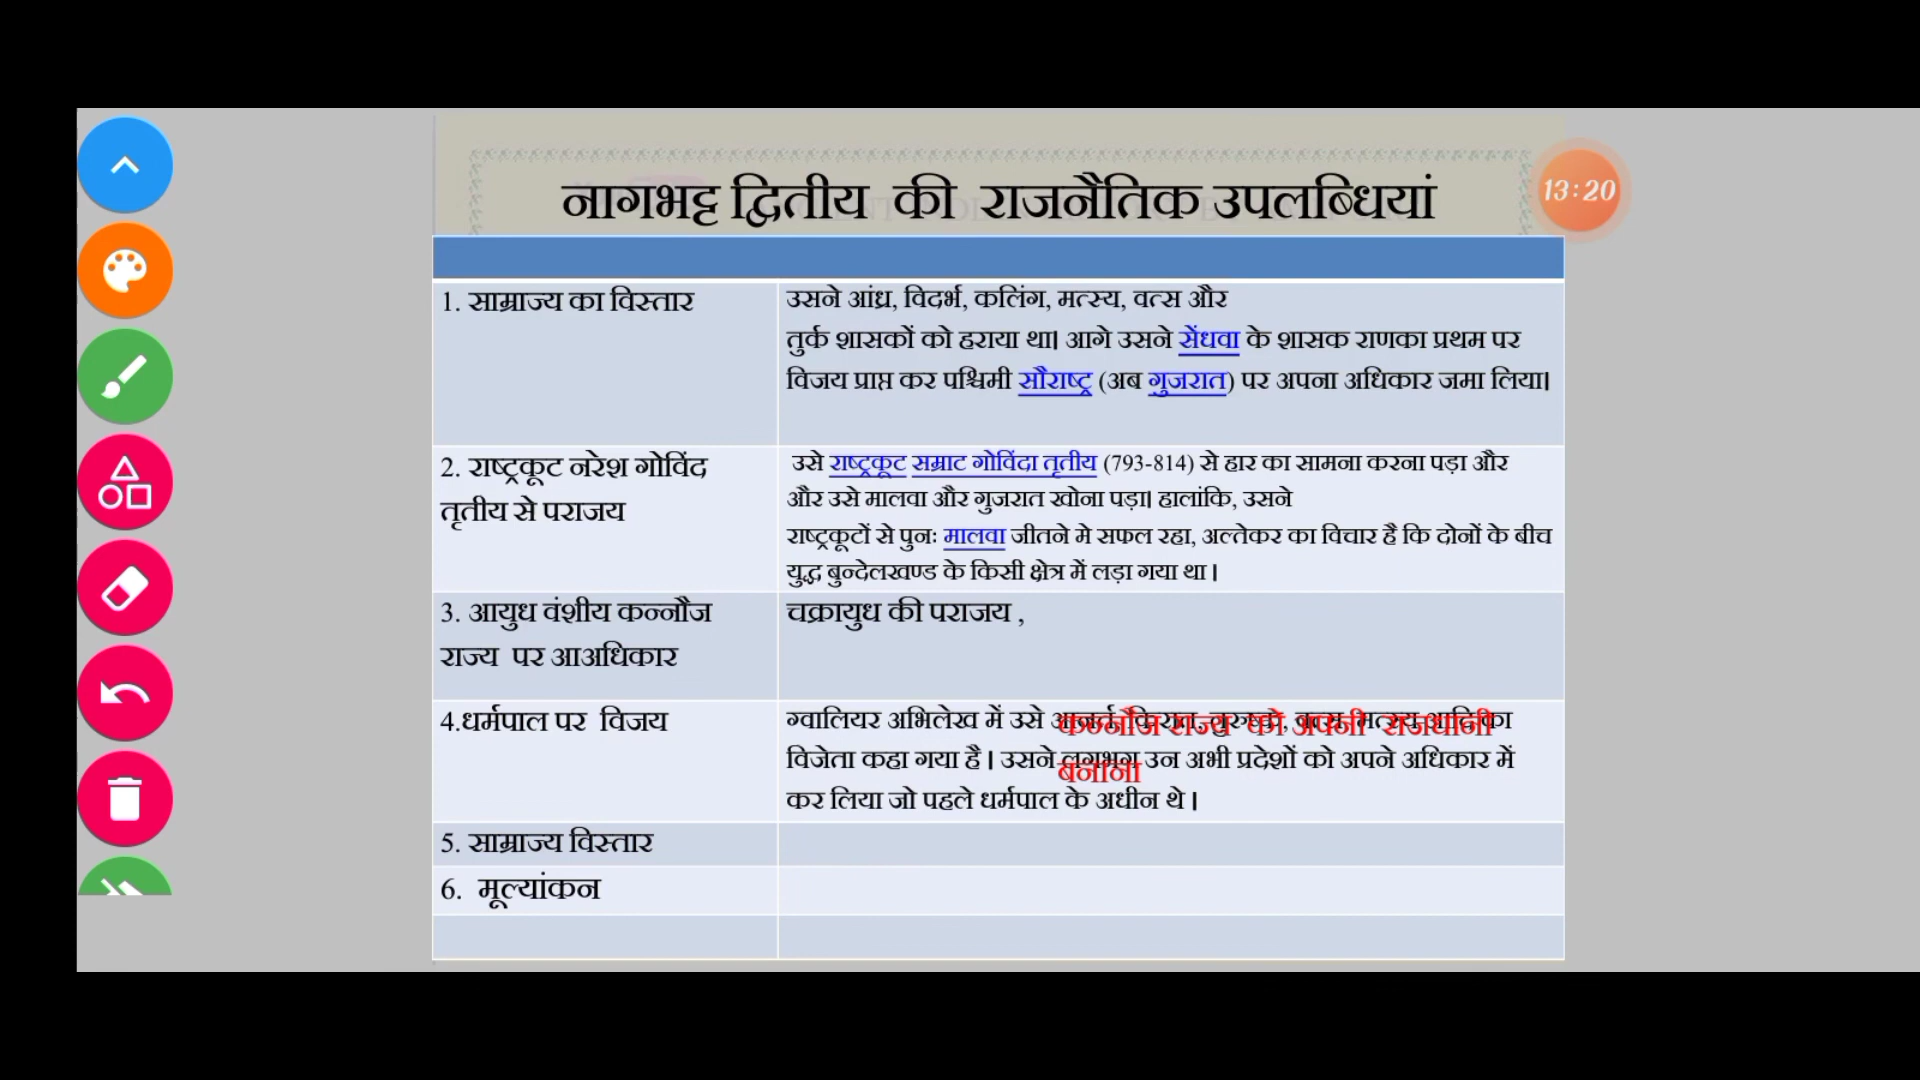 नागभट्ट द्वितीय की राजनैतिक उपलब्धियां
13:20
1. साम्राज्य का विस्तार
उसने आंध्र, विदर्भ, कलिंग, मत्स्य, वत्स और
तुर्क शासकों को हराया था। आगे उसने सेंधवा के शासक राणका प्रथम पर
विजय प्राप्त कर पश्चिमी सौराष्ट्र (अब गुजरात) पर अपना अधिकार जमा लिया।
2. राष्ट्रकूट नरेश गोविंद
तृतीय से पराजय
उसे राष्ट्रकूट सम्राट गोविंदा तृतीय (793-814) से हार का सामना करना पड़ा और
और उसे मालवा और गुजरात खोना पड़ा। हालांकि, उसने
राष्ट्रकूटों से पुनः मालवा जीतने मे सफल रहा, अल्तेकर का विचार है कि दोनों के बीच
युद्ध बुन्देलखण्ड के किसी क्षेत्र में लड़ा गया था ।
3. आयुध वंशीय कन्नौज
राज्य पर आअधिकार
चक्रायुध की पराजय ,
4.धर्मपाल पर विजय
ग्वालियर अभिलेख में उसे आनर्त, किरात, तुरुष्क, वत्स, मत्स्य आदि का
विजेता कहा गया है । उसने लगभग उन अभी प्रदेशों को अपने अधिकार में
कर लिया जो पहले धर्मपाल के अधीन थे ।
कन्नौज राज्य को अपनी राजधानी
बनाना
5. साम्राज्य विस्तार
6. मूल्यांकन